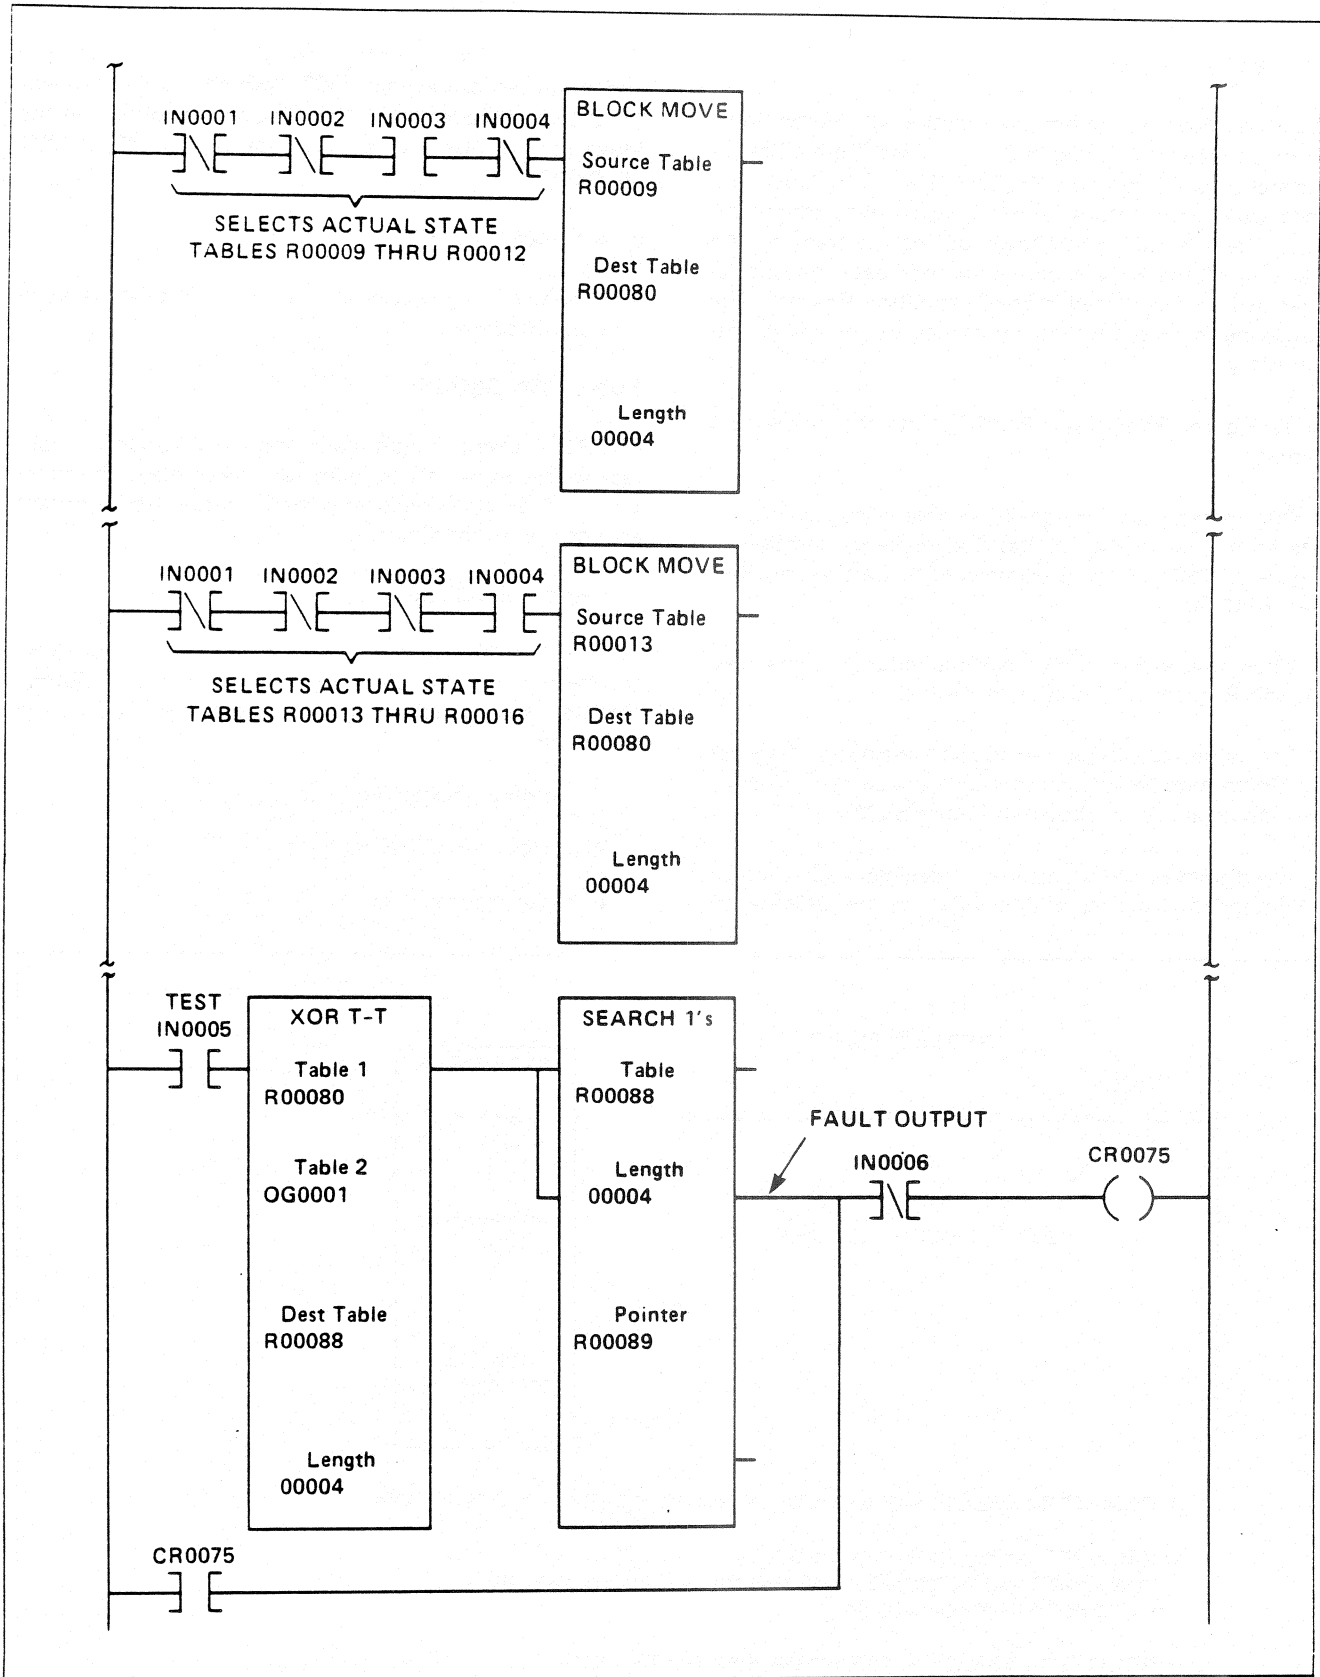 IN0001 IN0002 IN0003 IN0004
BLOCK MOVE
Source Table
R00009
SELECTS ACTUAL STATE
TABLES R00009 THRU R00012
Dest Table
R00080
Length
00004
IN0001 IN0002 IN0003 IN0004
BLOCK MOVE
Source Table
R00013
SELECTS ACTUAL STATE
TABLES R00013 THRU R00016
Dest Table
R00080
Length
00004
TEST
IN0005
XOR T-T
Table 1
R00080
Table 2
OG0001
Dest Table
R00088
Length
00004
SEARCH 1's
Table
R00088
Length
00004
Pointer
R00089
FAULT OUTPUT
IN0006
CR0075
CR0075